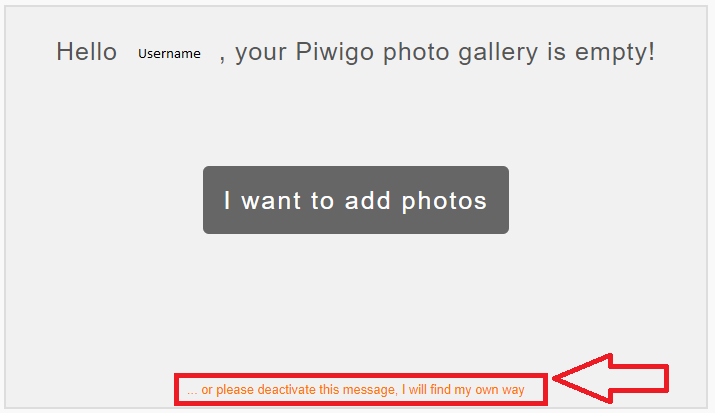 Hello Username , your Piwigo photo gallery is empty!
I want to add photos
... or please deactivate this message, I will find my own way